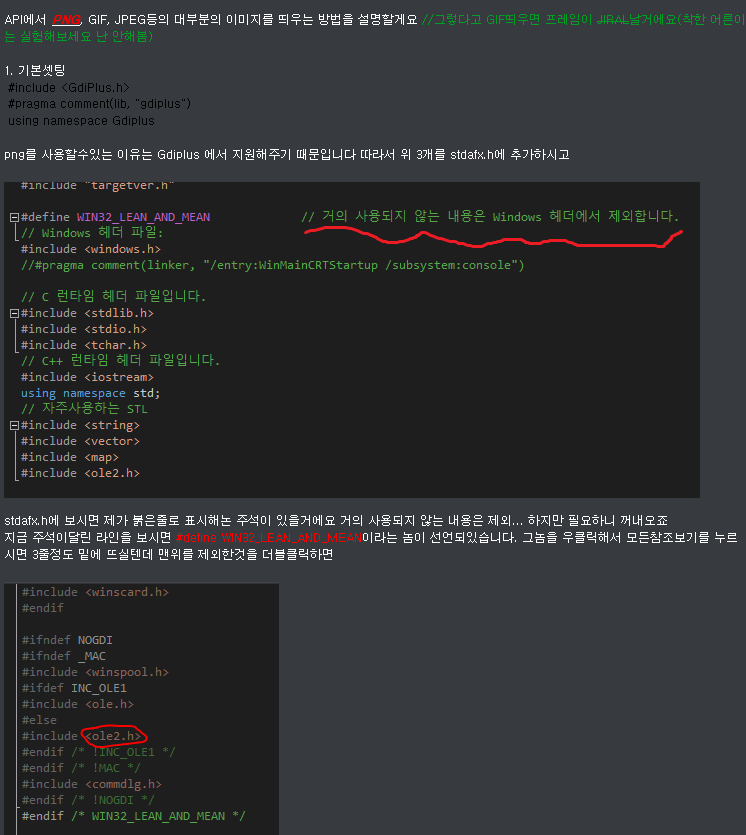 API에서 PNG, GIF, JPEG등의 대부분의 이미지를 띄우는 방법을 설명할게요 //그렇다고 GIF띄우면 프레임이 JIRAL날거에요(착한 어른이
는 실험해보세요 난 안해봄)
1. 기본셋팅
#include <GdiPlus.h>
#pragma comment(lib, "gdiplus")
using namespace Gdiplus
png를 사용할수있는 이유는 Gdiplus 에서 지원해주기 때문입니다 따라서 위 3개를 stdafx.h에 추가하시고
#include "targetver.h"
#define WIN32_LEAN_AND_MEAN // 거의 사용되지 않는 내용은 Windows 헤더에서 제외합니다.
// Windows 헤더 파일:
#include <windows.h>
//#pragma comment(linker, "/entry:WinMainCRTStartup /subsystem:console")
// C 런타임 헤더 파일입니다.
#include <stdlib.h>
#include <stdio.h>
#include <tchar.h>
// C++ 런타임 헤더 파일입니다.
#include <iostream>
using namespace std;
// 자주사용하는 STL
#include <string>
#include <vector>
#include <map>
#include <ole2.h>
stdafx.h에 보시면 제가 붉은줄로 표시해논 주석이 있을거에요 거의 사용되지 않는 내용은 제외... 하지만 필요하니 꺼내오죠
지금 주석이달린 라인을 보시면 #define WIN32_LEAN_AND_MEAN이라는 놈이 선언되있습니다. 그놈을 우클릭해서 모든참조보기를 누르
시면 3줄정도 밑에 뜨실텐데 맨위를 제외한것을 더블클릭하면
#include <winscard.h>
#endif
#ifndef NOGDI
#ifndef _MAC
#include <winspool.h>
#ifdef INC_OLE1
#include <ole.h>
#else
#include <ole2.h>
#endif /* !INC_OLE1 */
#endif /* !MAC */
#include <commdlg.h>
#endif /* !NOGDI */
#endif /* WIN32_LEAN_AND_MEAN */